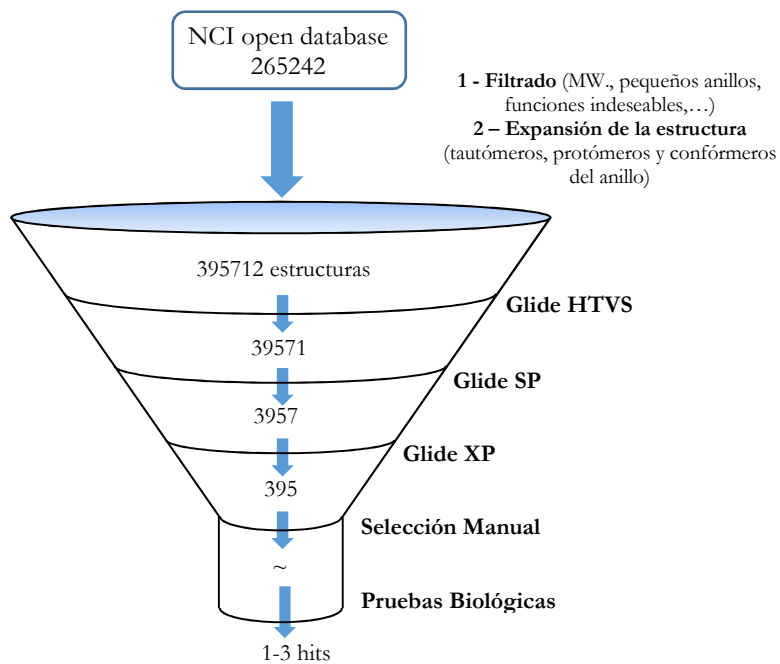 NCI open database
265242
1 - Filtrado (MW., pequeños anillos,
funciones indeseables,…)
2 – Expansión de la estructura
(tautómeros, protómeros y confórmeros
del anillo)
395712 estructuras
Glide HTVS
39571
Glide SP
3957
Glide XP
395
Selección Manual
~
Pruebas Biológicas
1-3 hits